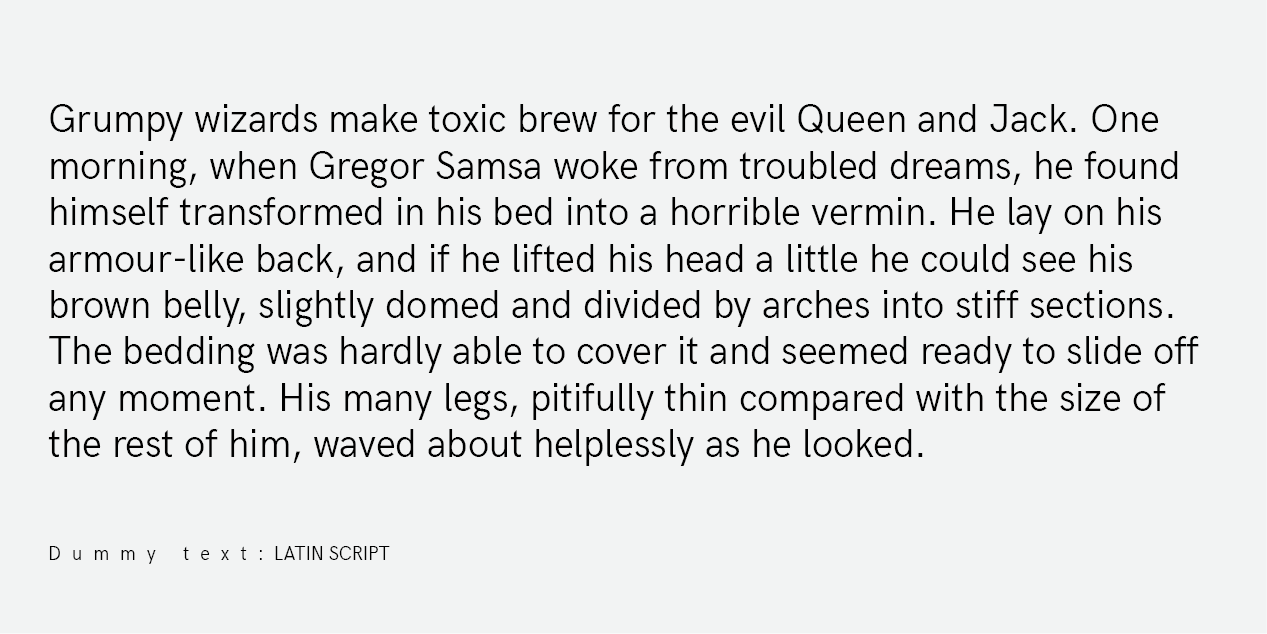 Grumpy wizards make toxic brew for the evil Queen and Jack. One
morning, when Gregor Samsa woke from troubled dreams, he found
himself transformed in his bed into a horrible vermin. He lay on his
armour-like back, and if he lifted his head a little he could see his
brown belly, slightly domed and divided by arches into stiff sections.
The bedding was hardly able to cover it and seemed ready to slide off
any moment. His many legs, pitifully thin compared with the size of
the rest of him, waved about helplessly as he looked.
Dummy text: LATIN SCRIPT